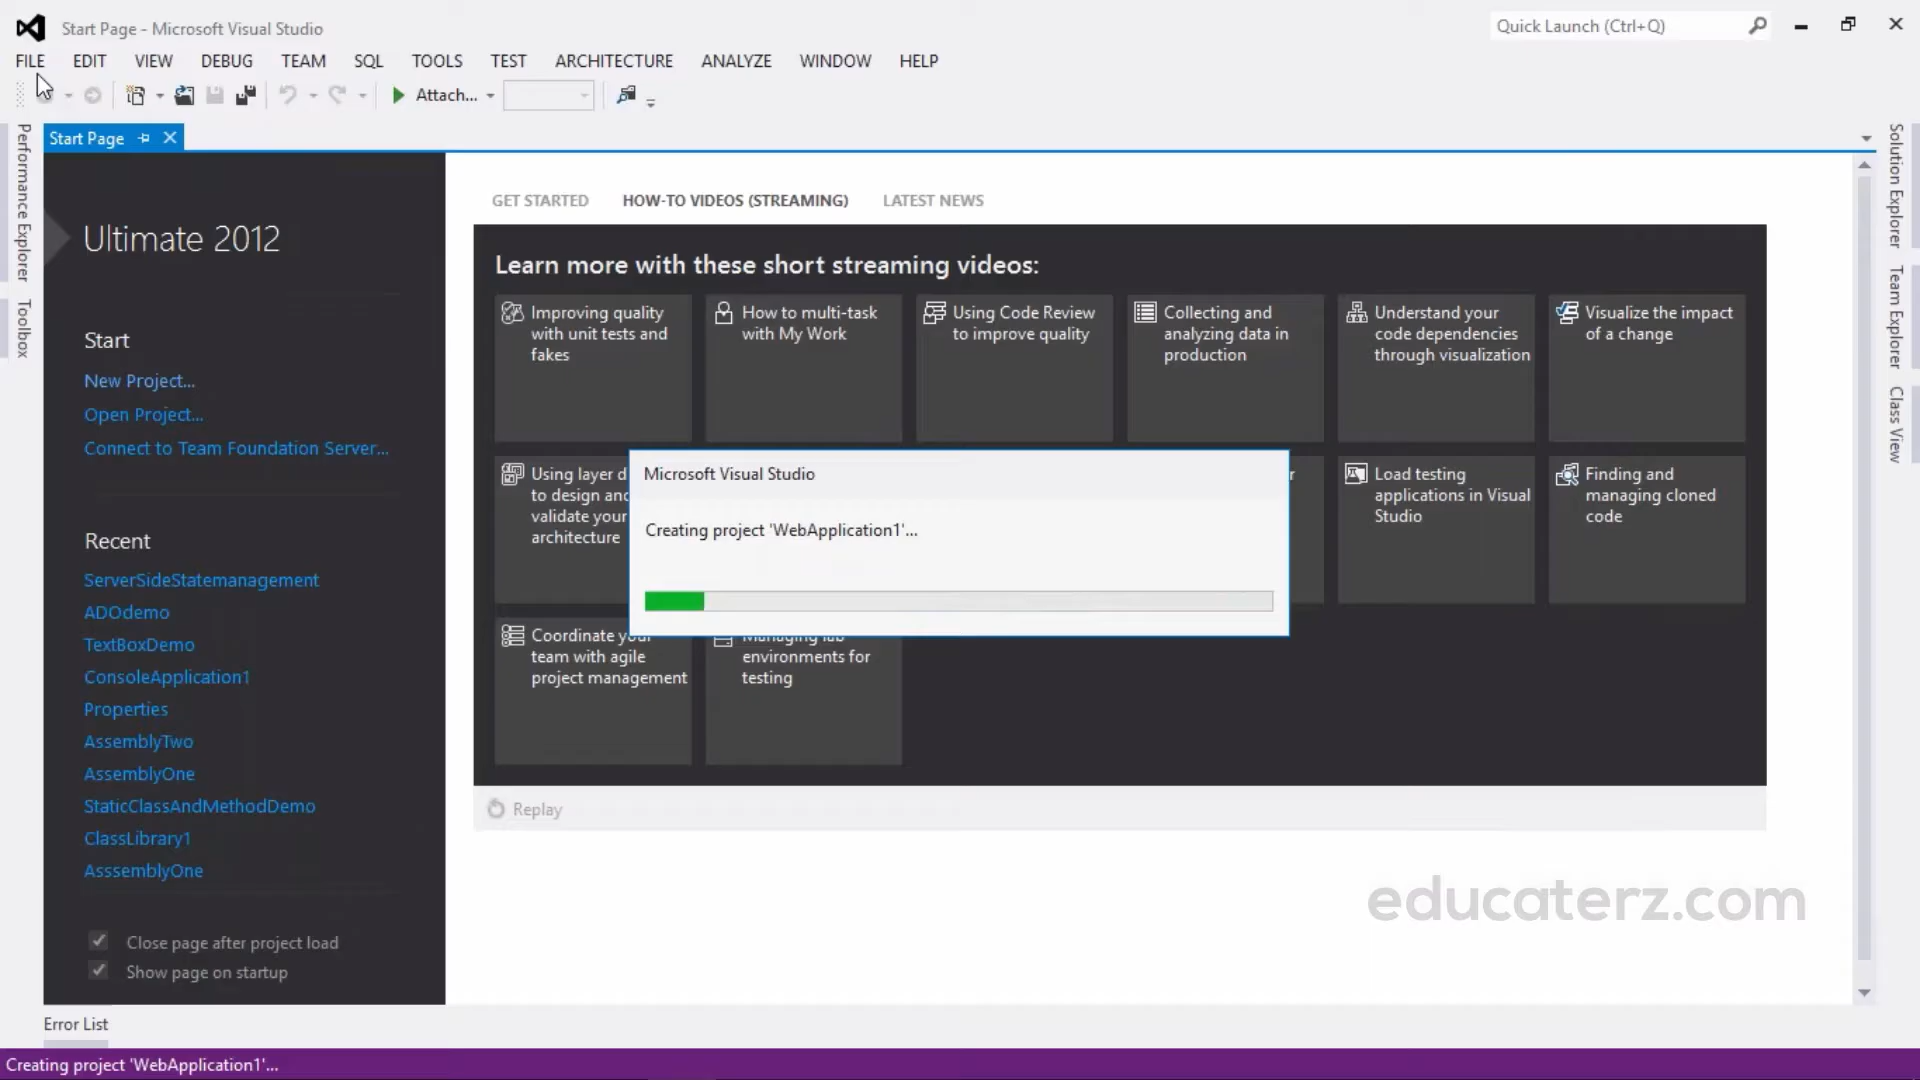 Start Page - Microsoft Visual Studio
Quick Launch (Ctrl+Q)
FILE EDIT VIEW DEBUG TEAM SQL TOOLS TEST ARCHITECTURE ANALYZE WINDOW HELP
Attach...
Start Page
Performance Explorer
Toolbox
Solution Explorer
Team Explorer
Class View
Ultimate 2012
Start
New Project...
Open Project...
Connect to Team Foundation Server...
Recent
ServerSideStatemanagement
ADOdemo
TextBoxDemo
ConsoleApplication1
Properties
AssemblyTwo
AssemblyOne
StaticClassAndMethodDemo
ClassLibrary1
AsssemblyOne
Close page after project load
Show page on startup
GET STARTED HOW-TO VIDEOS (STREAMING) LATEST NEWS
Learn more with these short streaming videos:
Improving quality
with unit tests and
fakes
How to multi-task
with My Work
Using Code Review
to improve quality
Collecting and
analyzing data in
production
Understand your
code dependencies
through visualization
Visualize the impact
of a change
Using layer d
to design and
validate your
architecture
r
Load testing
applications in Visual
Studio
Finding and
managing cloned
code
Coordinate your
team with agile
project management
Managing lab
environments for
testing
Microsoft Visual Studio
Creating project 'WebApplication1'...
Replay
educaterz.com
Error List
Creating project 'WebApplication1'...